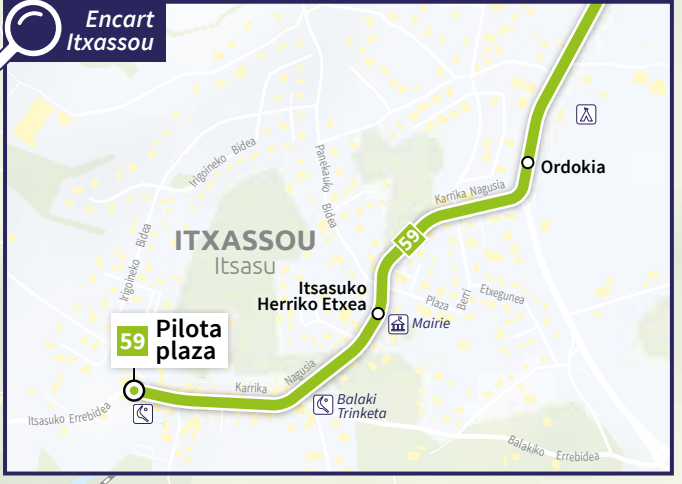 Encart
Itxassou
Ordokia
Irigoineko Bidea
Panekauko Bidea
Karrika Nagusia
59
ITXASSOU
Itsasu
Irigoineko Bidea
Itsasuko
Herriko Etxea
Plaza Berri Etxegunea
Mairie
59 Pilota
plaza
Karrika Nagusia
Balaki
Trinketa
Itsasuko Errebidea
Balakiko Errebidea